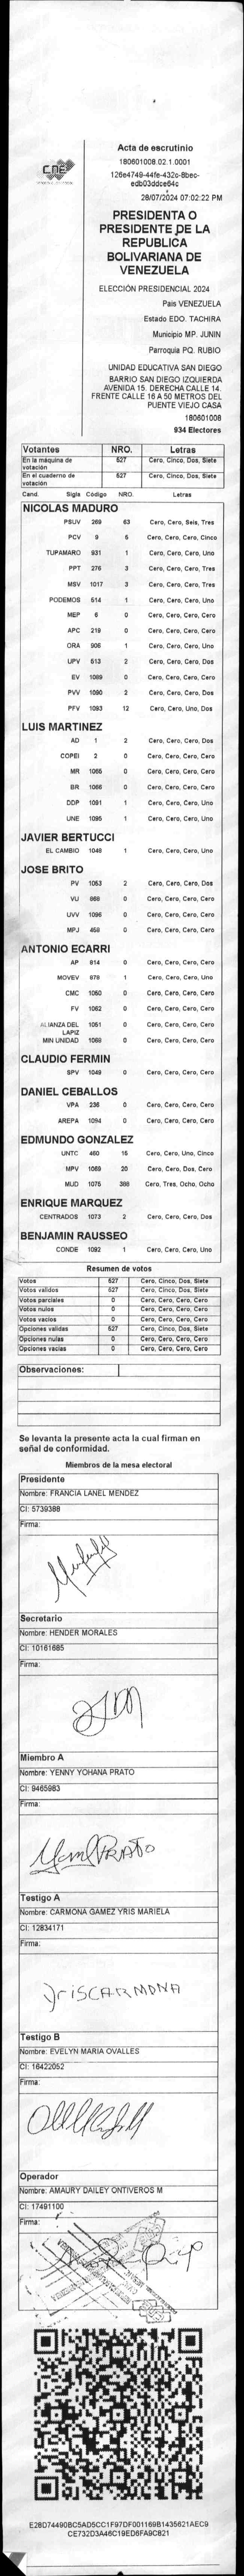 CNE
Acta de escrutinio
180601008.02.1.0001
126e4749-44fe-432c-8bec-
edb03ddce64c
28/07/2024 07:02:22 PM
PRESIDENTA O
PRESIDENTE DE LA
REPUBLICA
BOLIVARIANA DE
VENEZUELA
ELECCIÓN PRESIDENCIAL 2024
Pais VENEZUELA
Estado EDO. TACHIRA
Municipio MP. JUNIN
Parroquia PQ. RUBIO
UNIDAD EDUCATIVA SAN DIEGO
BARRIO SAN DIEGO IZQUIERDA
AVENIDA 15. DERECHA CALLE 14.
FRENTE CALLE 16 A 50 METROS DEL
PUENTE VIEJO CASA
180601008
934 Electores
Votantes NRO. Letras
En la máquina de votación 527 Cero, Cinco, Dos, Siete
En el cuaderno de votación 527 Cero, Cinco, Dos, Siete
Cand. Sigla Codigo NRO. Letras
NICOLAS MADURO
PSUV 269 63 Cero, Cero, Seis, Tres
PCV 9 5 Cero, Cero, Cero, Cinco
TUPAMARO 931 1 Cero, Cero, Cero, Uno
PPT 276 3 Cero, Cero, Cero, Tres
MSV 1017 3 Cero, Cero, Cero, Tres
PODEMOS 514 1 Cero, Cero, Cero, Uno
MEP 6 0 Cero, Cero, Cero, Cero
APC 219 0 Cero, Cero, Cero, Cero
ORA 906 1 Cero, Cero, Cero, Uno
UPV 513 2 Cero, Cero, Cero, Dos
EV 1089 0 Cero, Cero, Cero, Cero
PVV 1090 2 Cero, Cero, Cero, Dos
PFV 1093 12 Cero, Cero, Uno, Dos
LUIS MARTINEZ
AD 1 2 Cero, Cero, Cero, Dos
COPEI 2 0 Cero, Cero, Cero, Cero
MR 1065 0 Cero, Cero, Cero, Cero
BR 1066 0 Cero, Cero, Cero, Cero
DDP 1091 1 Cero, Cero, Cero, Uno
UNE 1095 1 Cero, Cero, Cero, Uno
JAVIER BERTUCCI
EL CAMBIO 1048 1 Cero, Cero, Cero, Uno
JOSE BRITO
PV 1053 2 Cero, Cero, Cero, Dos
VU 868 0 Cero, Cero, Cero, Cero
UVV 1096 0 Cero, Cero, Cero, Cero
MPJ 458 0 Cero, Cero, Cero, Cero
ANTONIO ECARRI
AP 814 0 Cero, Cero, Cero, Cero
MOVEV 879 1 Cero, Cero, Cero, Uno
CMC 1050 0 Cero, Cero, Cero, Cero
FV 1052 0 Cero, Cero, Cero, Cero
ALIANZA DEL LAPIZ 1051 0 Cero, Cero, Cero, Cero
MIN UNIDAD 1068 0 Cero, Cero, Cero, Cero
CLAUDIO FERMIN
SPV 1049 0 Cero, Cero, Cero, Cero
DANIEL CEBALLOS
VPA 236 0 Cero, Cero, Cero, Cero
AREPA 1094 0 Cero, Cero, Cero, Cero
EDMUNDO GONZALEZ
UNTC 460 15 Cero, Cero, Uno, Cinco
MPV 1069 20 Cero, Cero, Dos, Cero
MUD 1075 388 Cero, Tres, Ocho, Ocho
ENRIQUE MARQUEZ
CENTRADOS 1073 2 Cero, Cero, Cero, Dos
BENJAMIN RAUSSEO
CONDE 1092 1 Cero, Cero, Cero, Uno
Resumen de votos
Votos 527 Cero, Cinco, Dos, Siete
Votos validos 527 Cero, Cinco, Dos, Siete
Votos parciales 0 Cero, Cero, Cero, Cero
Votos nulos 0 Cero, Cero, Cero, Cero
Votos vacios 0 Cero, Cero, Cero, Cero
Opciones validas 527 Cero, Cinco, Dos, Siete
Opciones nulas 0 Cero, Cero, Cero, Cero
Opciones vacias 0 Cero, Cero, Cero, Cero
Observaciones:
Se levanta la presente acta la cual firman en
señal de conformidad.
Miembros de la mesa electoral
Presidente
Nombre: FRANCIA LANEL MENDEZ
CI: 5739388
Firma:
Secretario
Nombre: HENDER MORALES
CI: 10161685
Firma:
Miembro A
Nombre: YENNY YOHANA PRATO
CI: 9465983
Firma:
PRATO
Testigo A
Nombre: CARMONA GAMEZ YRIS MARIELA
CI: 12834171
Firma:
YrisCARMONA
Testigo B
Nombre: EVELYN MARIA OVALLES
CI: 16422052
Firma:
Operador
Nombre: AMAURY DAILEY ONTIVEROS M
CI: 17491100
Firma:
E28D74490BC5AD5CC1F97DF001169B1435621AEC9
CE732D3A46C19ED6FA9C821